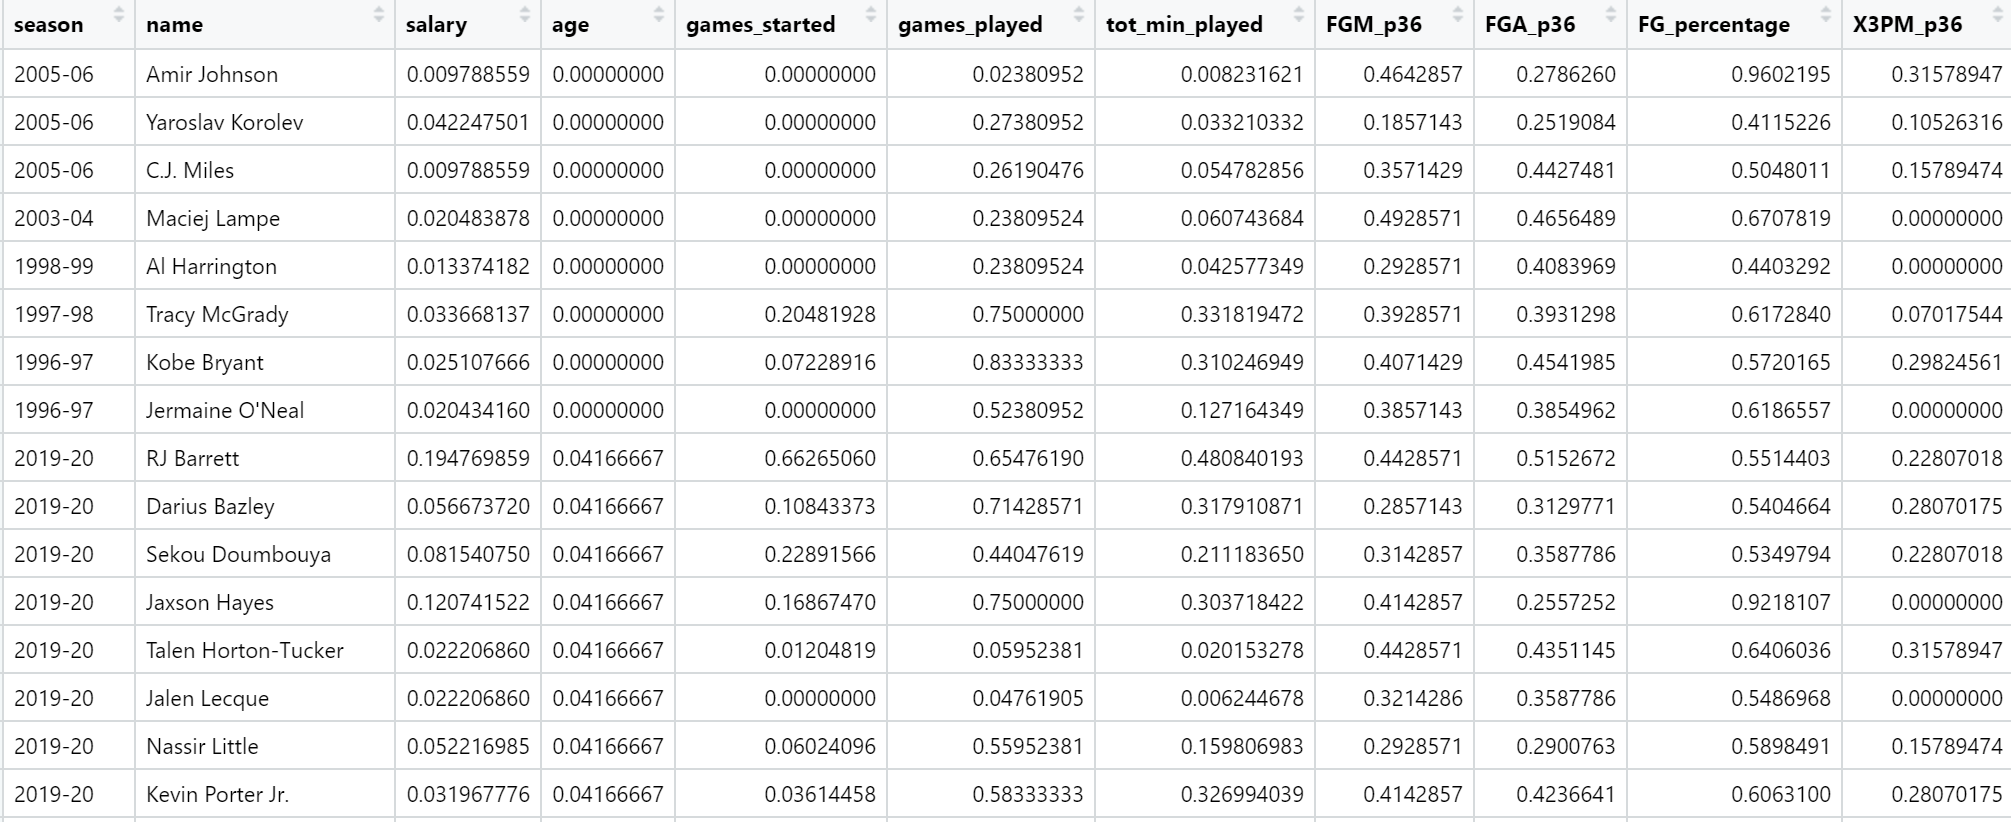 season name salary age games_started games_played tot_min_played FGM_p36 FGA_p36 FG_percentage X3PM_p36
2005-06 Amir Johnson 0.009788559 0.00000000 0.00000000 0.02380952 0.008231621 0.4642857 0.2786260 0.9602195 0.31578947
2005-06 Yaroslav Korolev 0.042247501 0.00000000 0.00000000 0.27380952 0.033210332 0.1857143 0.2519084 0.4115226 0.10526316
2005-06 C.J. Miles 0.009788559 0.00000000 0.00000000 0.26190476 0.054782856 0.3571429 0.4427481 0.5048011 0.15789474
2003-04 Maciej Lampe 0.020483878 0.00000000 0.00000000 0.23809524 0.060743684 0.4928571 0.4656489 0.6707819 0.00000000
1998-99 Al Harrington 0.013374182 0.00000000 0.00000000 0.23809524 0.042577349 0.2928571 0.4083969 0.4403292 0.00000000
1997-98 Tracy McGrady 0.033668137 0.00000000 0.20481928 0.75000000 0.331819472 0.3928571 0.3931298 0.6172840 0.07017544
1996-97 Kobe Bryant 0.025107666 0.00000000 0.07228916 0.83333333 0.310246949 0.4071429 0.4541985 0.5720165 0.29824561
1996-97 Jermaine O'Neal 0.020434160 0.00000000 0.00000000 0.52380952 0.127164349 0.3857143 0.3854962 0.6186557 0.00000000
2019-20 RJ Barrett 0.194769859 0.04166667 0.66265060 0.65476190 0.480840193 0.4428571 0.5152672 0.5514403 0.22807018
2019-20 Darius Bazley 0.056673720 0.04166667 0.10843373 0.71428571 0.317910871 0.2857143 0.3129771 0.5404664 0.28070175
2019-20 Sekou Doumbouya 0.081540750 0.04166667 0.22891566 0.44047619 0.211183650 0.3142857 0.3587786 0.5349794 0.22807018
2019-20 Jaxson Hayes 0.120741522 0.04166667 0.16867470 0.75000000 0.303718422 0.4142857 0.2557252 0.9218107 0.00000000
2019-20 Talen Horton-Tucker 0.022206860 0.04166667 0.01204819 0.05952381 0.020153278 0.4428571 0.4351145 0.6406036 0.31578947
2019-20 Jalen Lecque 0.022206860 0.04166667 0.00000000 0.04761905 0.006244678 0.3214286 0.3587786 0.5486968 0.00000000
2019-20 Nassir Little 0.052216985 0.04166667 0.06024096 0.55952381 0.159806983 0.2928571 0.2900763 0.5898491 0.15789474
2019-20 Kevin Porter Jr. 0.031967776 0.04166667 0.03614458 0.58333333 0.326994039 0.4142857 0.4236641 0.6063100 0.28070175